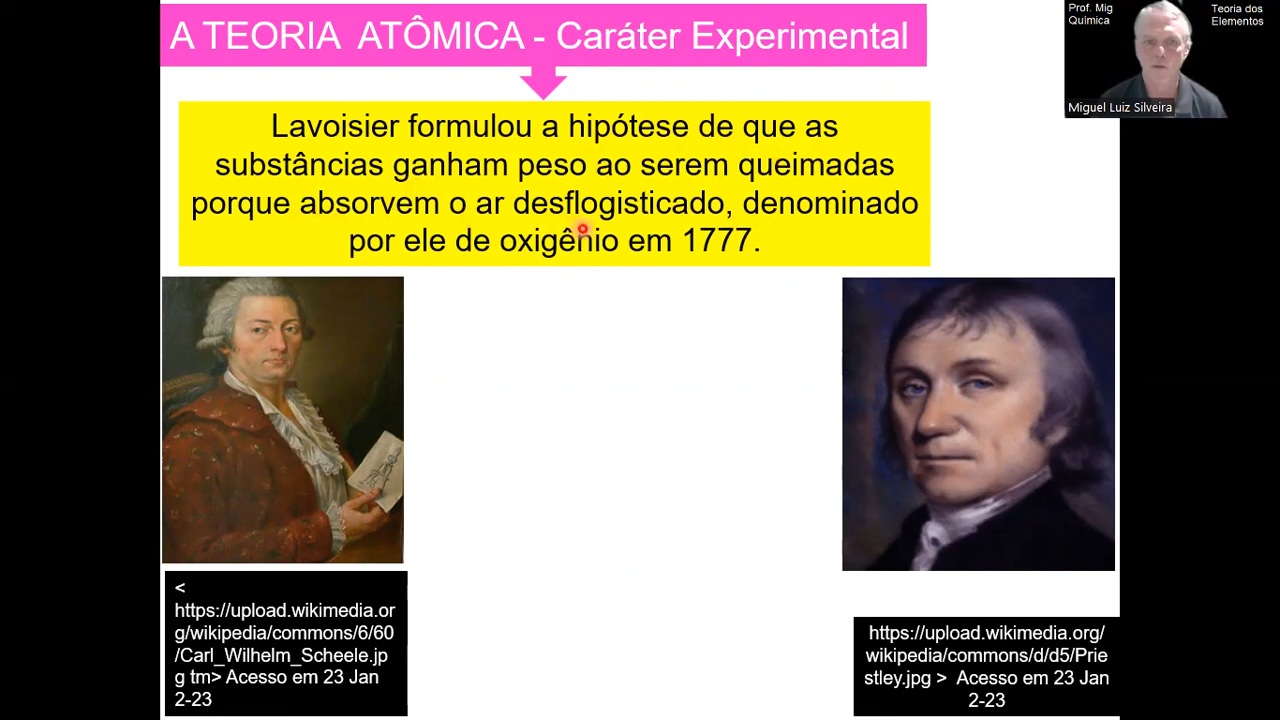 A TEORIA  ATÔMICA - Caráter Experimental
Prof. Mig
Química
Teoria dos
Elementos
Miguel Luiz Silveira
Lavoisier formulou a hipótese de que as
substâncias ganham peso ao serem queimadas
porque absorvem o ar desflogisticado, denominado
por ele de oxigênio em 1777.
<
https://upload.wikimedia.or
g/wikipedia/commons/6/60
/Carl_Wilhelm_Scheele.jp
g tm> Acesso em 23 Jan
2-23
https://upload.wikimedia.org/
wikipedia/commons/d/d5/Prie
stley.jpg >  Acesso em 23 Jan
2-23